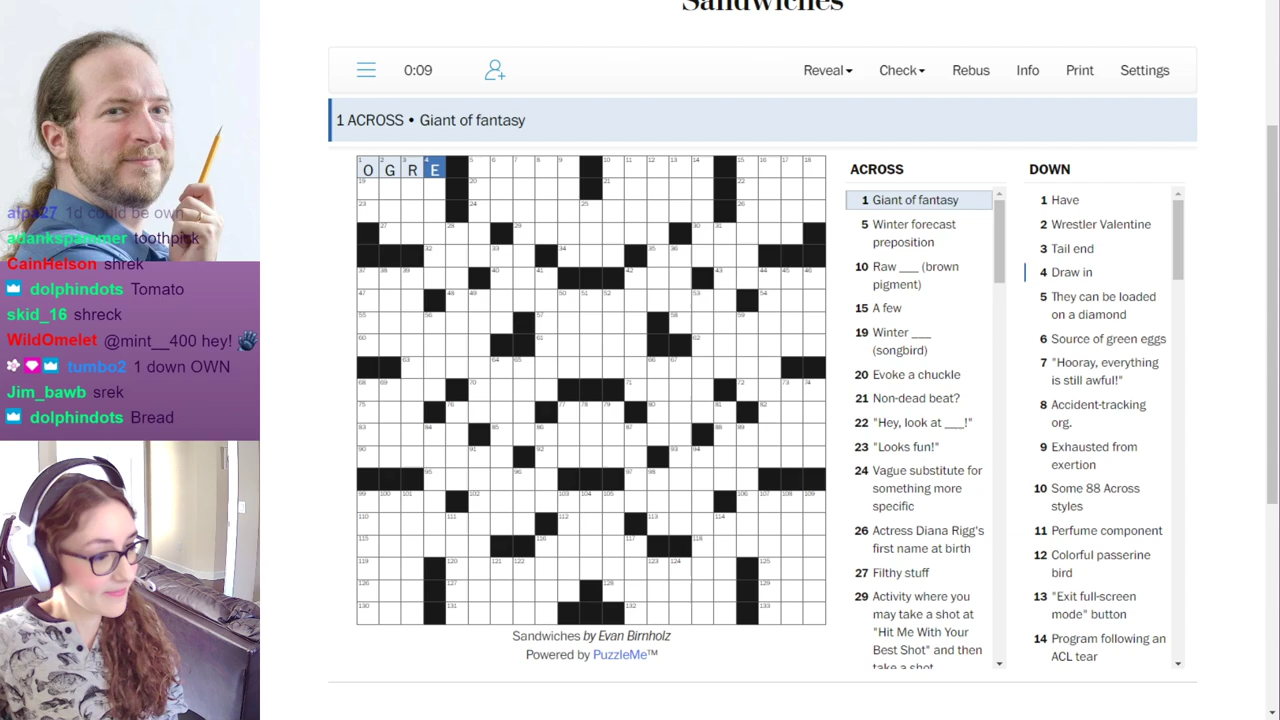 Sandwiches
0:09
Reveal
Check
Rebus
Info
Print
Settings
1 ACROSS • Giant of fantasy
O G R E
alpa27 1d could be own
adankspammer toothpick
CainHelson shrek
dolphindots Tomato
skid_16 shreck
WildOmelet @mint__400 hey!
tumbo2 1 down OWN
Jim_bawb srek
dolphindots Bread
ACROSS
1 Giant of fantasy
5 Winter forecast
preposition
10 Raw ___ (brown
pigment)
15 A few
19 Winter ___
(songbird)
20 Evoke a chuckle
21 Non-dead beat?
22 "Hey, look at ___!"
23 "Looks fun!"
24 Vague substitute for
something more
specific
26 Actress Diana Rigg's
first name at birth
27 Filthy stuff
29 Activity where you
may take a shot at
"Hit Me With Your
Best Shot" and then
take a shot
DOWN
1 Have
2 Wrestler Valentine
3 Tail end
4 Draw in
5 They can be loaded
on a diamond
6 Source of green eggs
7 "Hooray, everything
is still awful!"
8 Accident-tracking
org.
9 Exhausted from
exertion
10 Some 88 Across
styles
11 Perfume component
12 Colorful passerine
bird
13 "Exit full-screen
mode" button
14 Program following an
ACL tear
Sandwiches by Evan Birnholz
Powered by PuzzleMe™